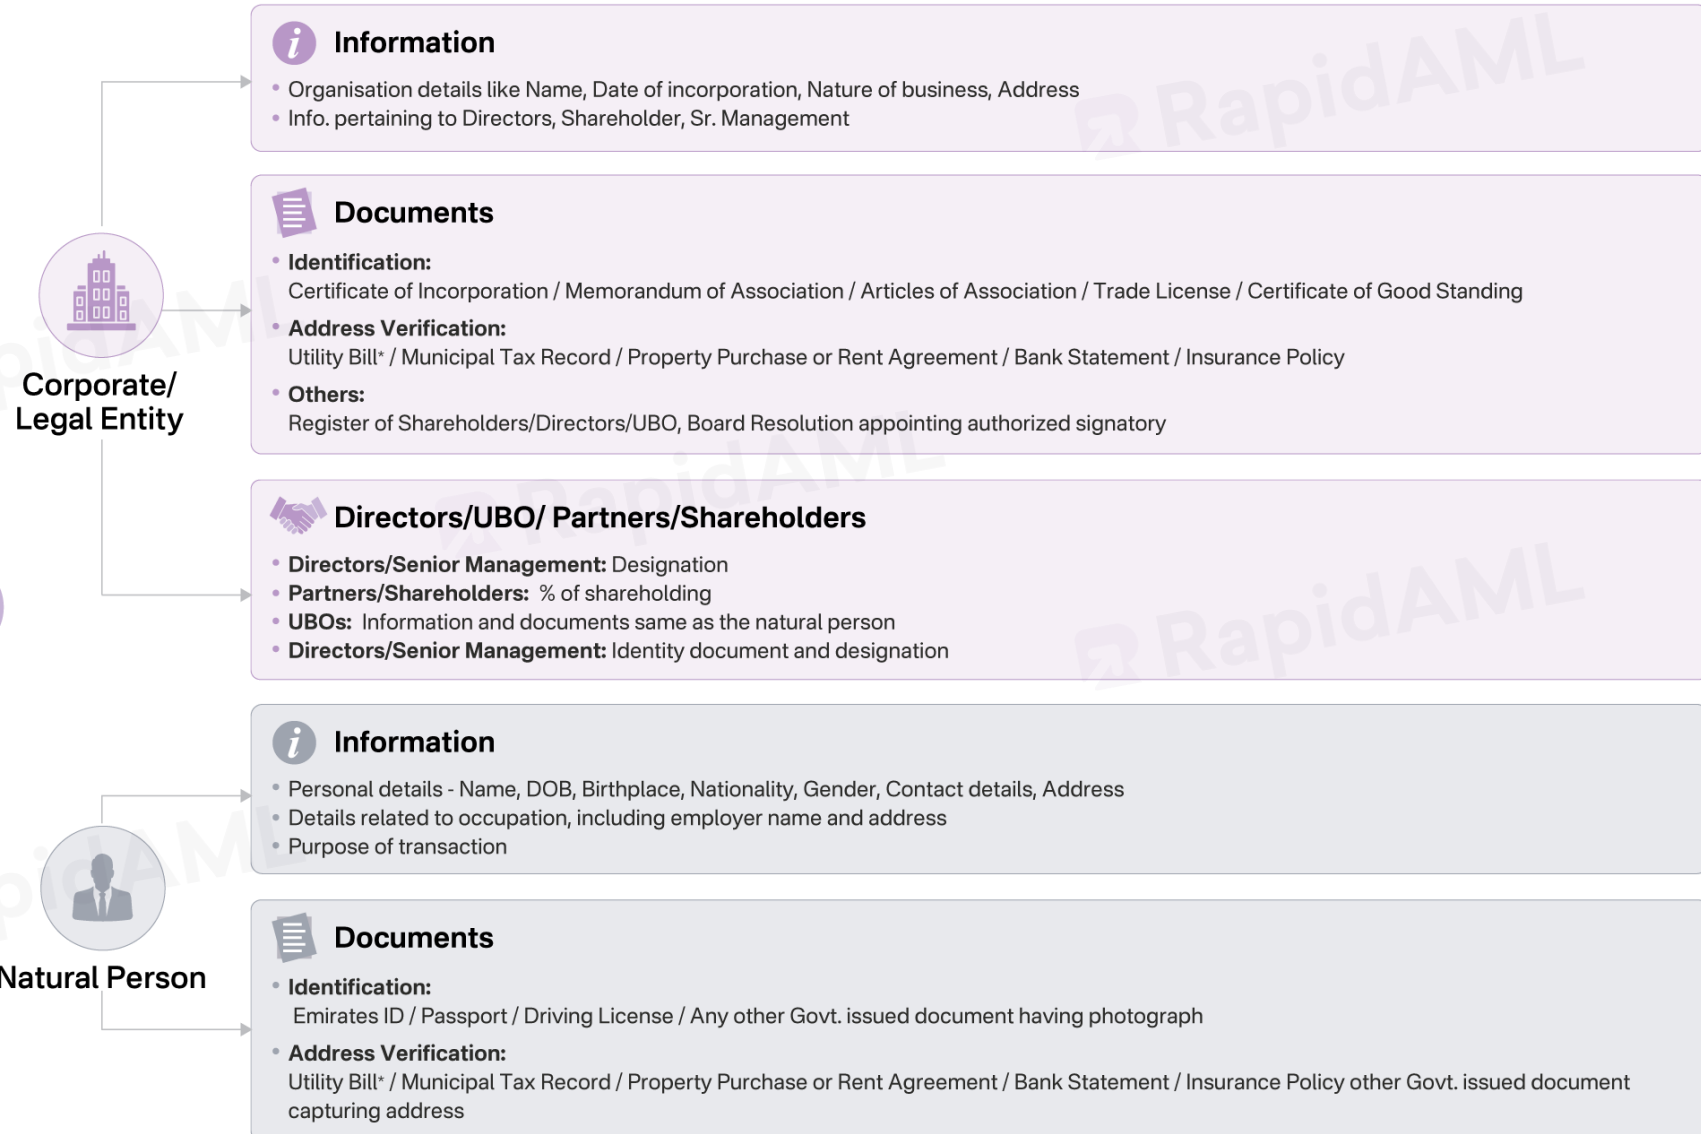 Information
• Organisation details like Name, Date of incorporation, Nature of business, Address
• Info. pertaining to Directors, Shareholder, Sr. Management
Documents
• Identification:
Certificate of Incorporation / Memorandum of Association / Articles of Association / Trade License / Certificate of Good Standing
• Address Verification:
Utility Bill* / Municipal Tax Record / Property Purchase or Rent Agreement / Bank Statement / Insurance Policy
• Others:
Register of Shareholders/Directors/UBO, Board Resolution appointing authorized signatory
Corporate/
Legal Entity
Directors/UBO/ Partners/Shareholders
• Directors/Senior Management: Designation
• Partners/Shareholders: % of shareholding
• UBOs: Information and documents same as the natural person
• Directors/Senior Management: Identity document and designation
Information
• Personal details - Name, DOB, Birthplace, Nationality, Gender, Contact details, Address
• Details related to occupation, including employer name and address
• Purpose of transaction
Natural Person
Documents
• Identification:
Emirates ID / Passport / Driving License / Any other Govt. issued document having photograph
• Address Verification:
Utility Bill* / Municipal Tax Record / Property Purchase or Rent Agreement / Bank Statement / Insurance Policy other Govt. issued document
capturing address
RapidAML
RapidAML
RapidAML
pidAML
pidAML